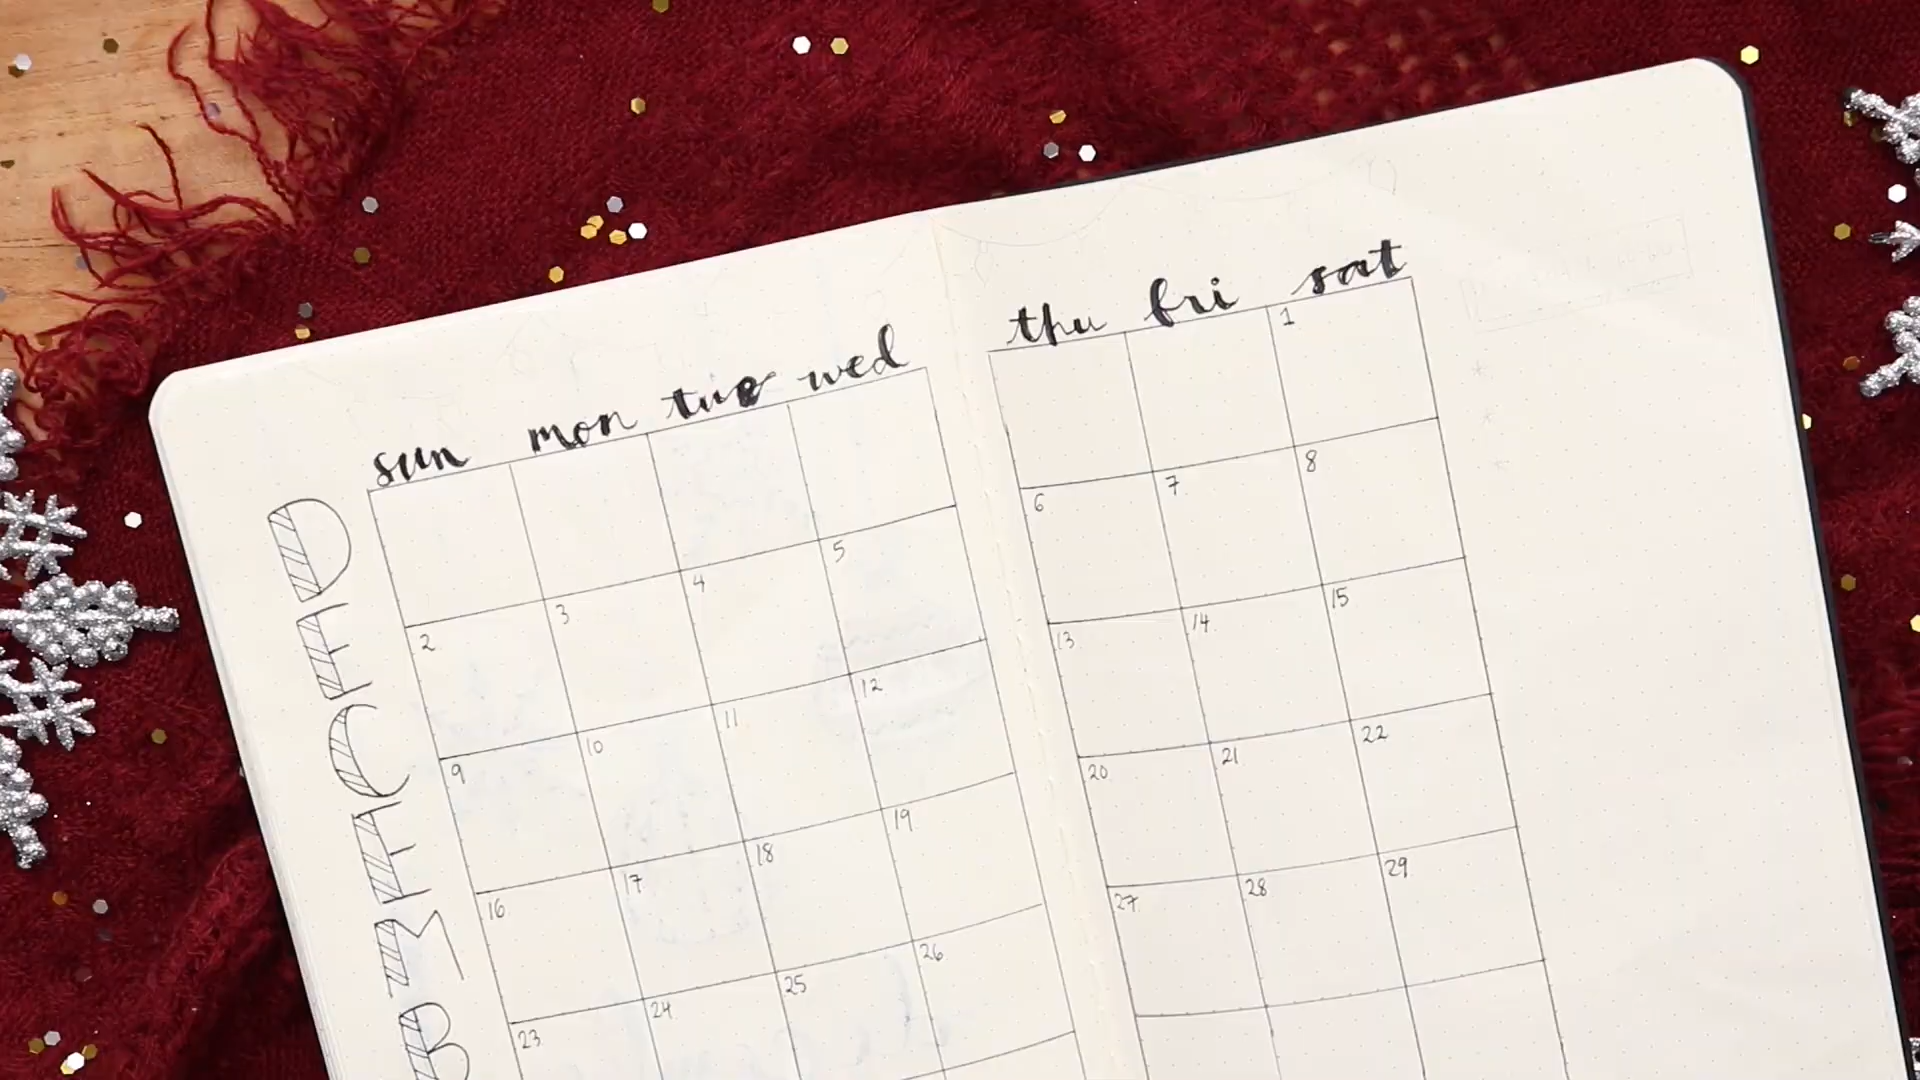 sun mon tue wed thu fri sat
1
2 3 4 5 6 7 8
9 10 11 12 13 14 15
16 17 18 19 20 21 22
23 24 25 26 27 28 29
DECEMB